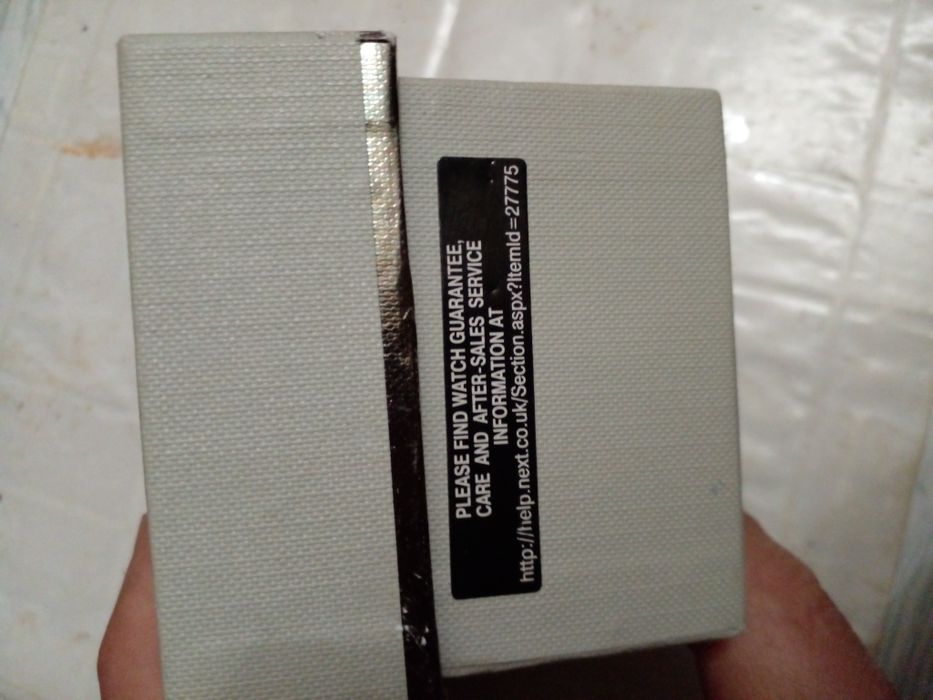 PLEASE FIND WATCH GUARANTEE,
CARE AND AFTER-SALES SERVICE
INFORMATION AT
http://help.next.co.uk/Section.aspx?ItemId=27775